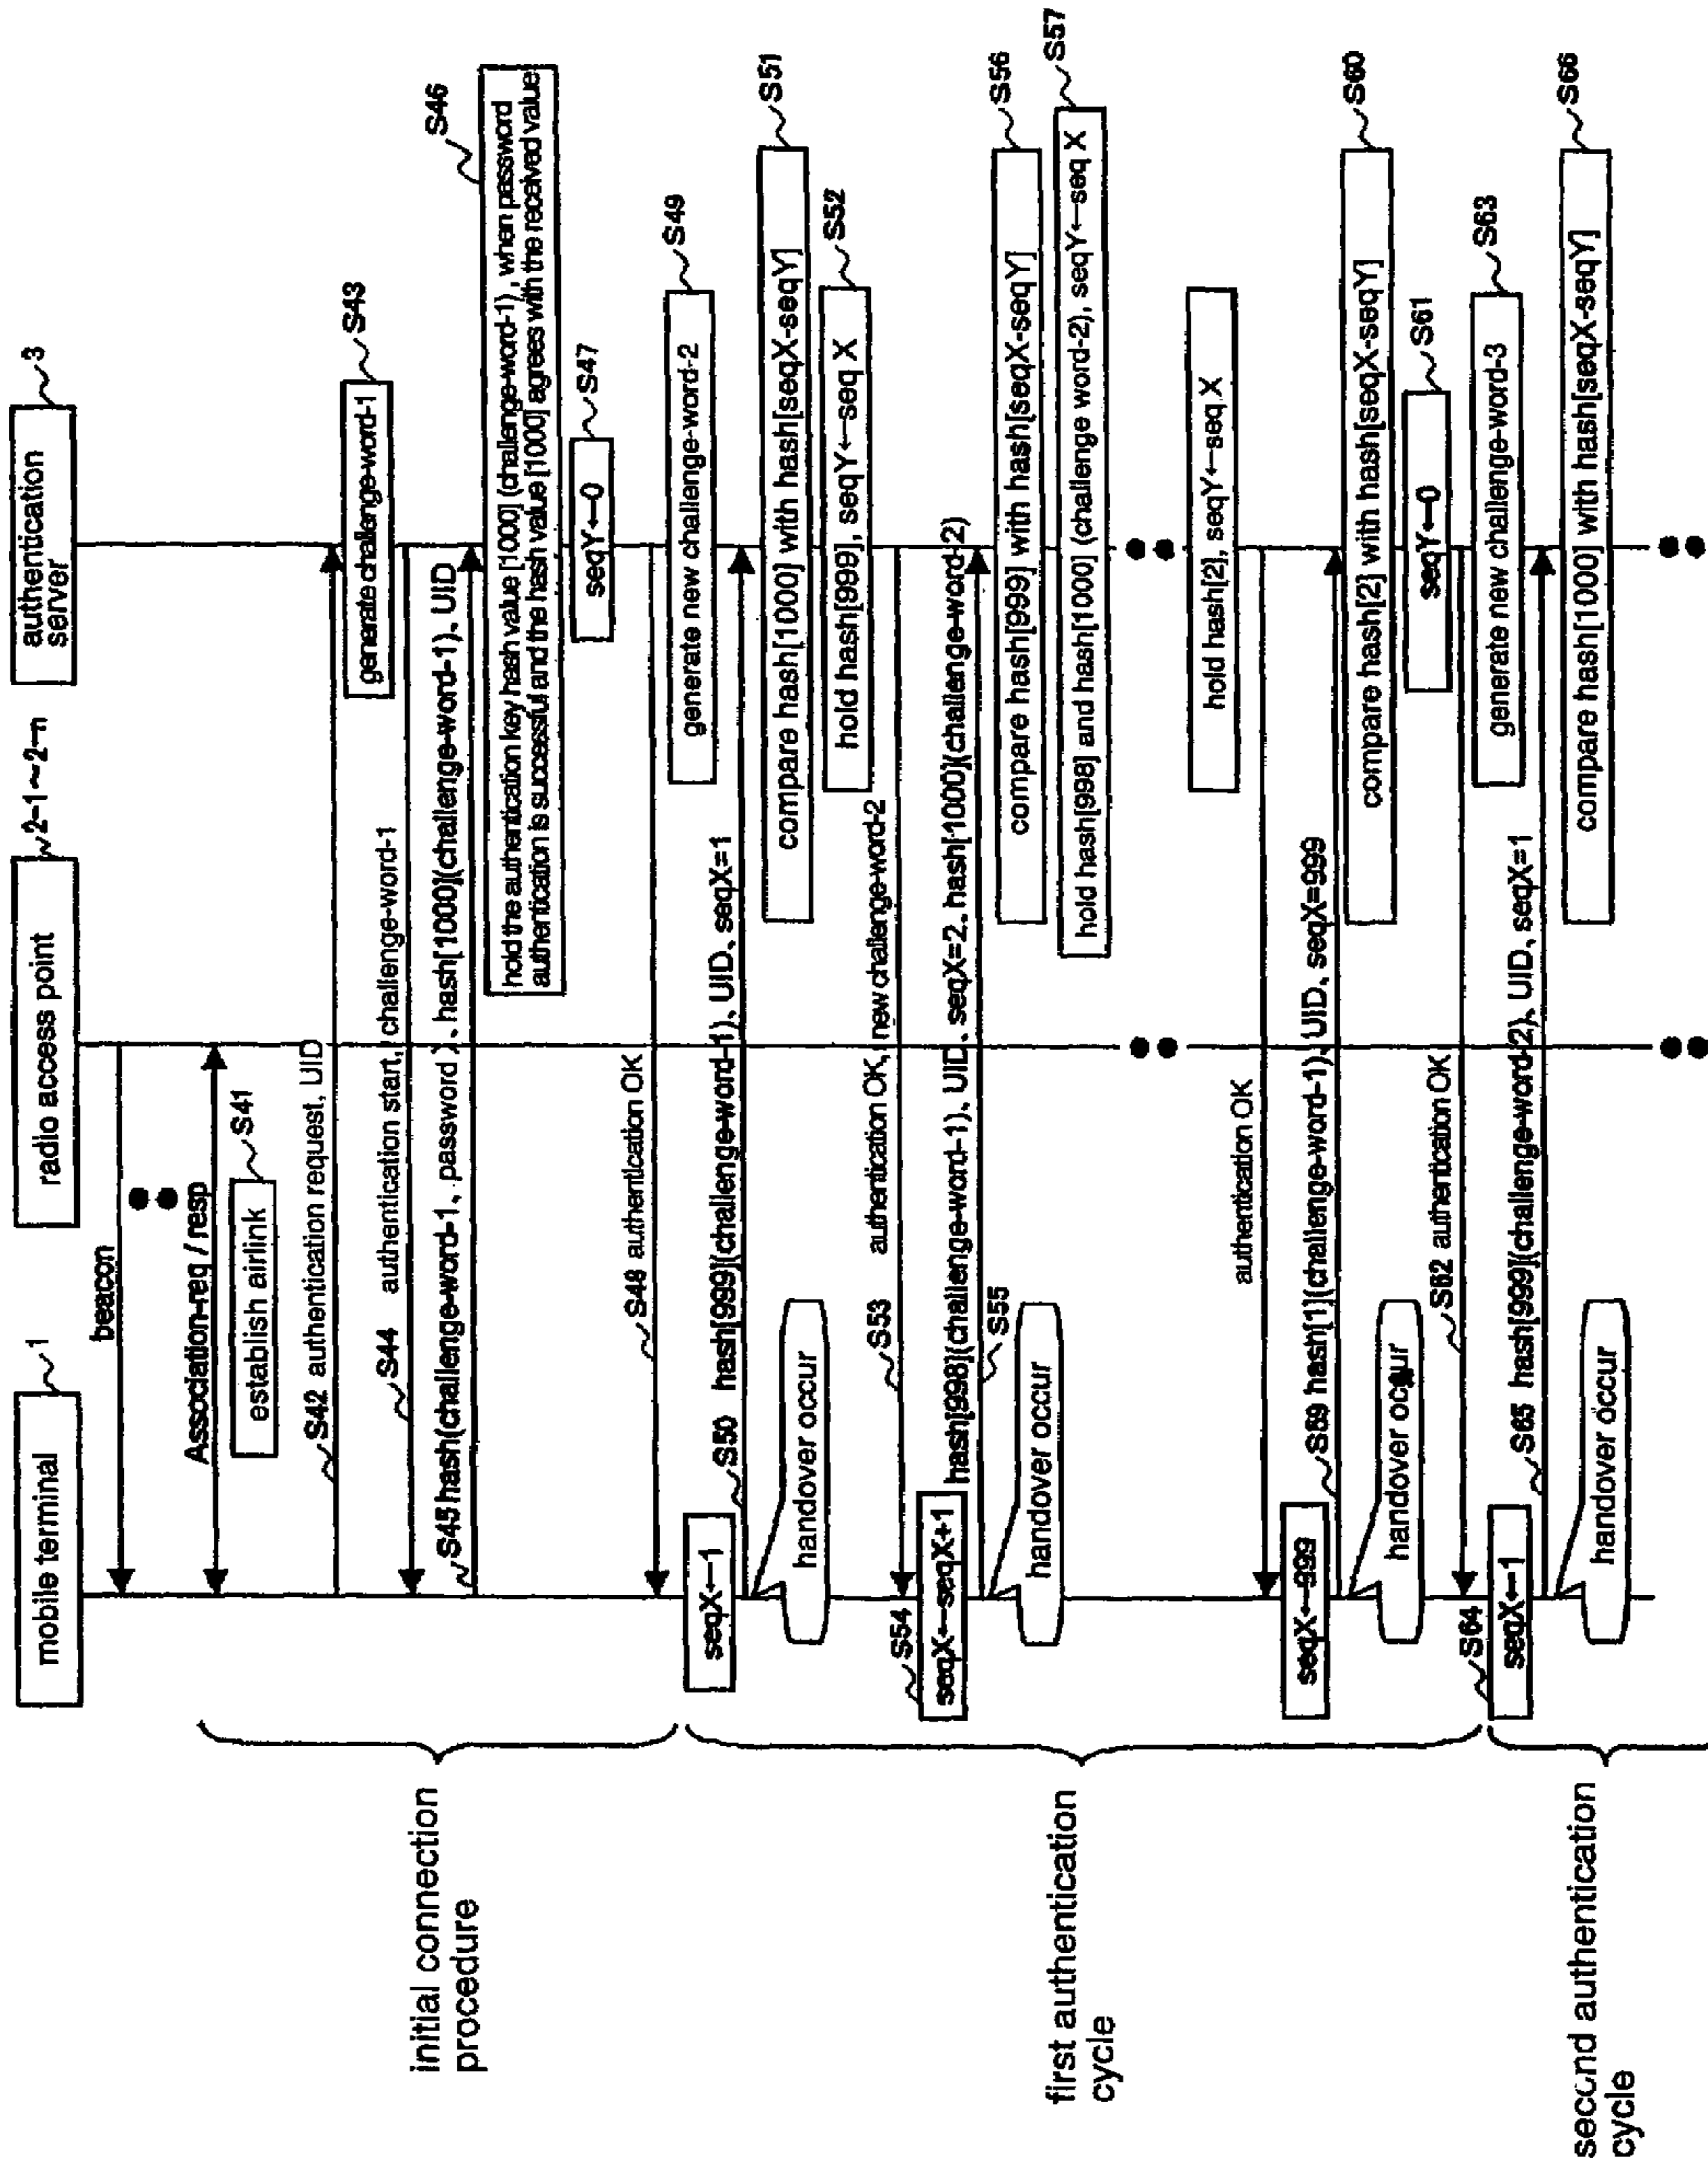 mobile terminal
1
radio access point
2-1~2-n
authentication
server
3
beacon
Association-req / resp
establish airlink
S41
S42 authentication request, UID
generate challenge-word-1
S43
S44 authentication start, challenge-word-1
S45 hash(challenge-word-1, password), hash[1000](challenge-word-1), UID
hold the authentication key hash value [1000] (challenge-word-1), when password
authentication is successful and the hash value [1000] agrees with the received value
S46
seqY←0
S47
S48 authentication OK
generate new challenge-word-2
S49
initial connection
procedure
seqX←1
S50 hash[999](challenge-word-1), UID, seqX=1
handover occur
compare hash[1000] with hash[seqX-seqY]
S51
hold hash[999], seqY←seq X
S52
S53
authentication OK, new challenge-word-2
S54
seqX←seqX+1
hash[998](challenge-word-1), UID, seqX=2, hash[1000](challenge-word-2)
S55
handover occur
compare hash[999] with hash[seqX-seqY]
S56
hold hash[998] and hash[1000] (challenge word-2), seqY←seq X
S57
hold hash[2], seqY←seq X
authentication OK
seqX←999
S59 hash[1](challenge-word-1), UID, seqX=999
handover occur
compare hash[2] with hash[seqX-seqY]
S60
seqY←0
S61
S62 authentication OK
generate new challenge-word-3
S63
first authentication
cycle
S64
seqX←1
S65 hash[999](challenge-word-2), UID, seqX=1
handover occur
compare hash[1000] with hash[seqX-seqY]
S66
second authentication
cycle